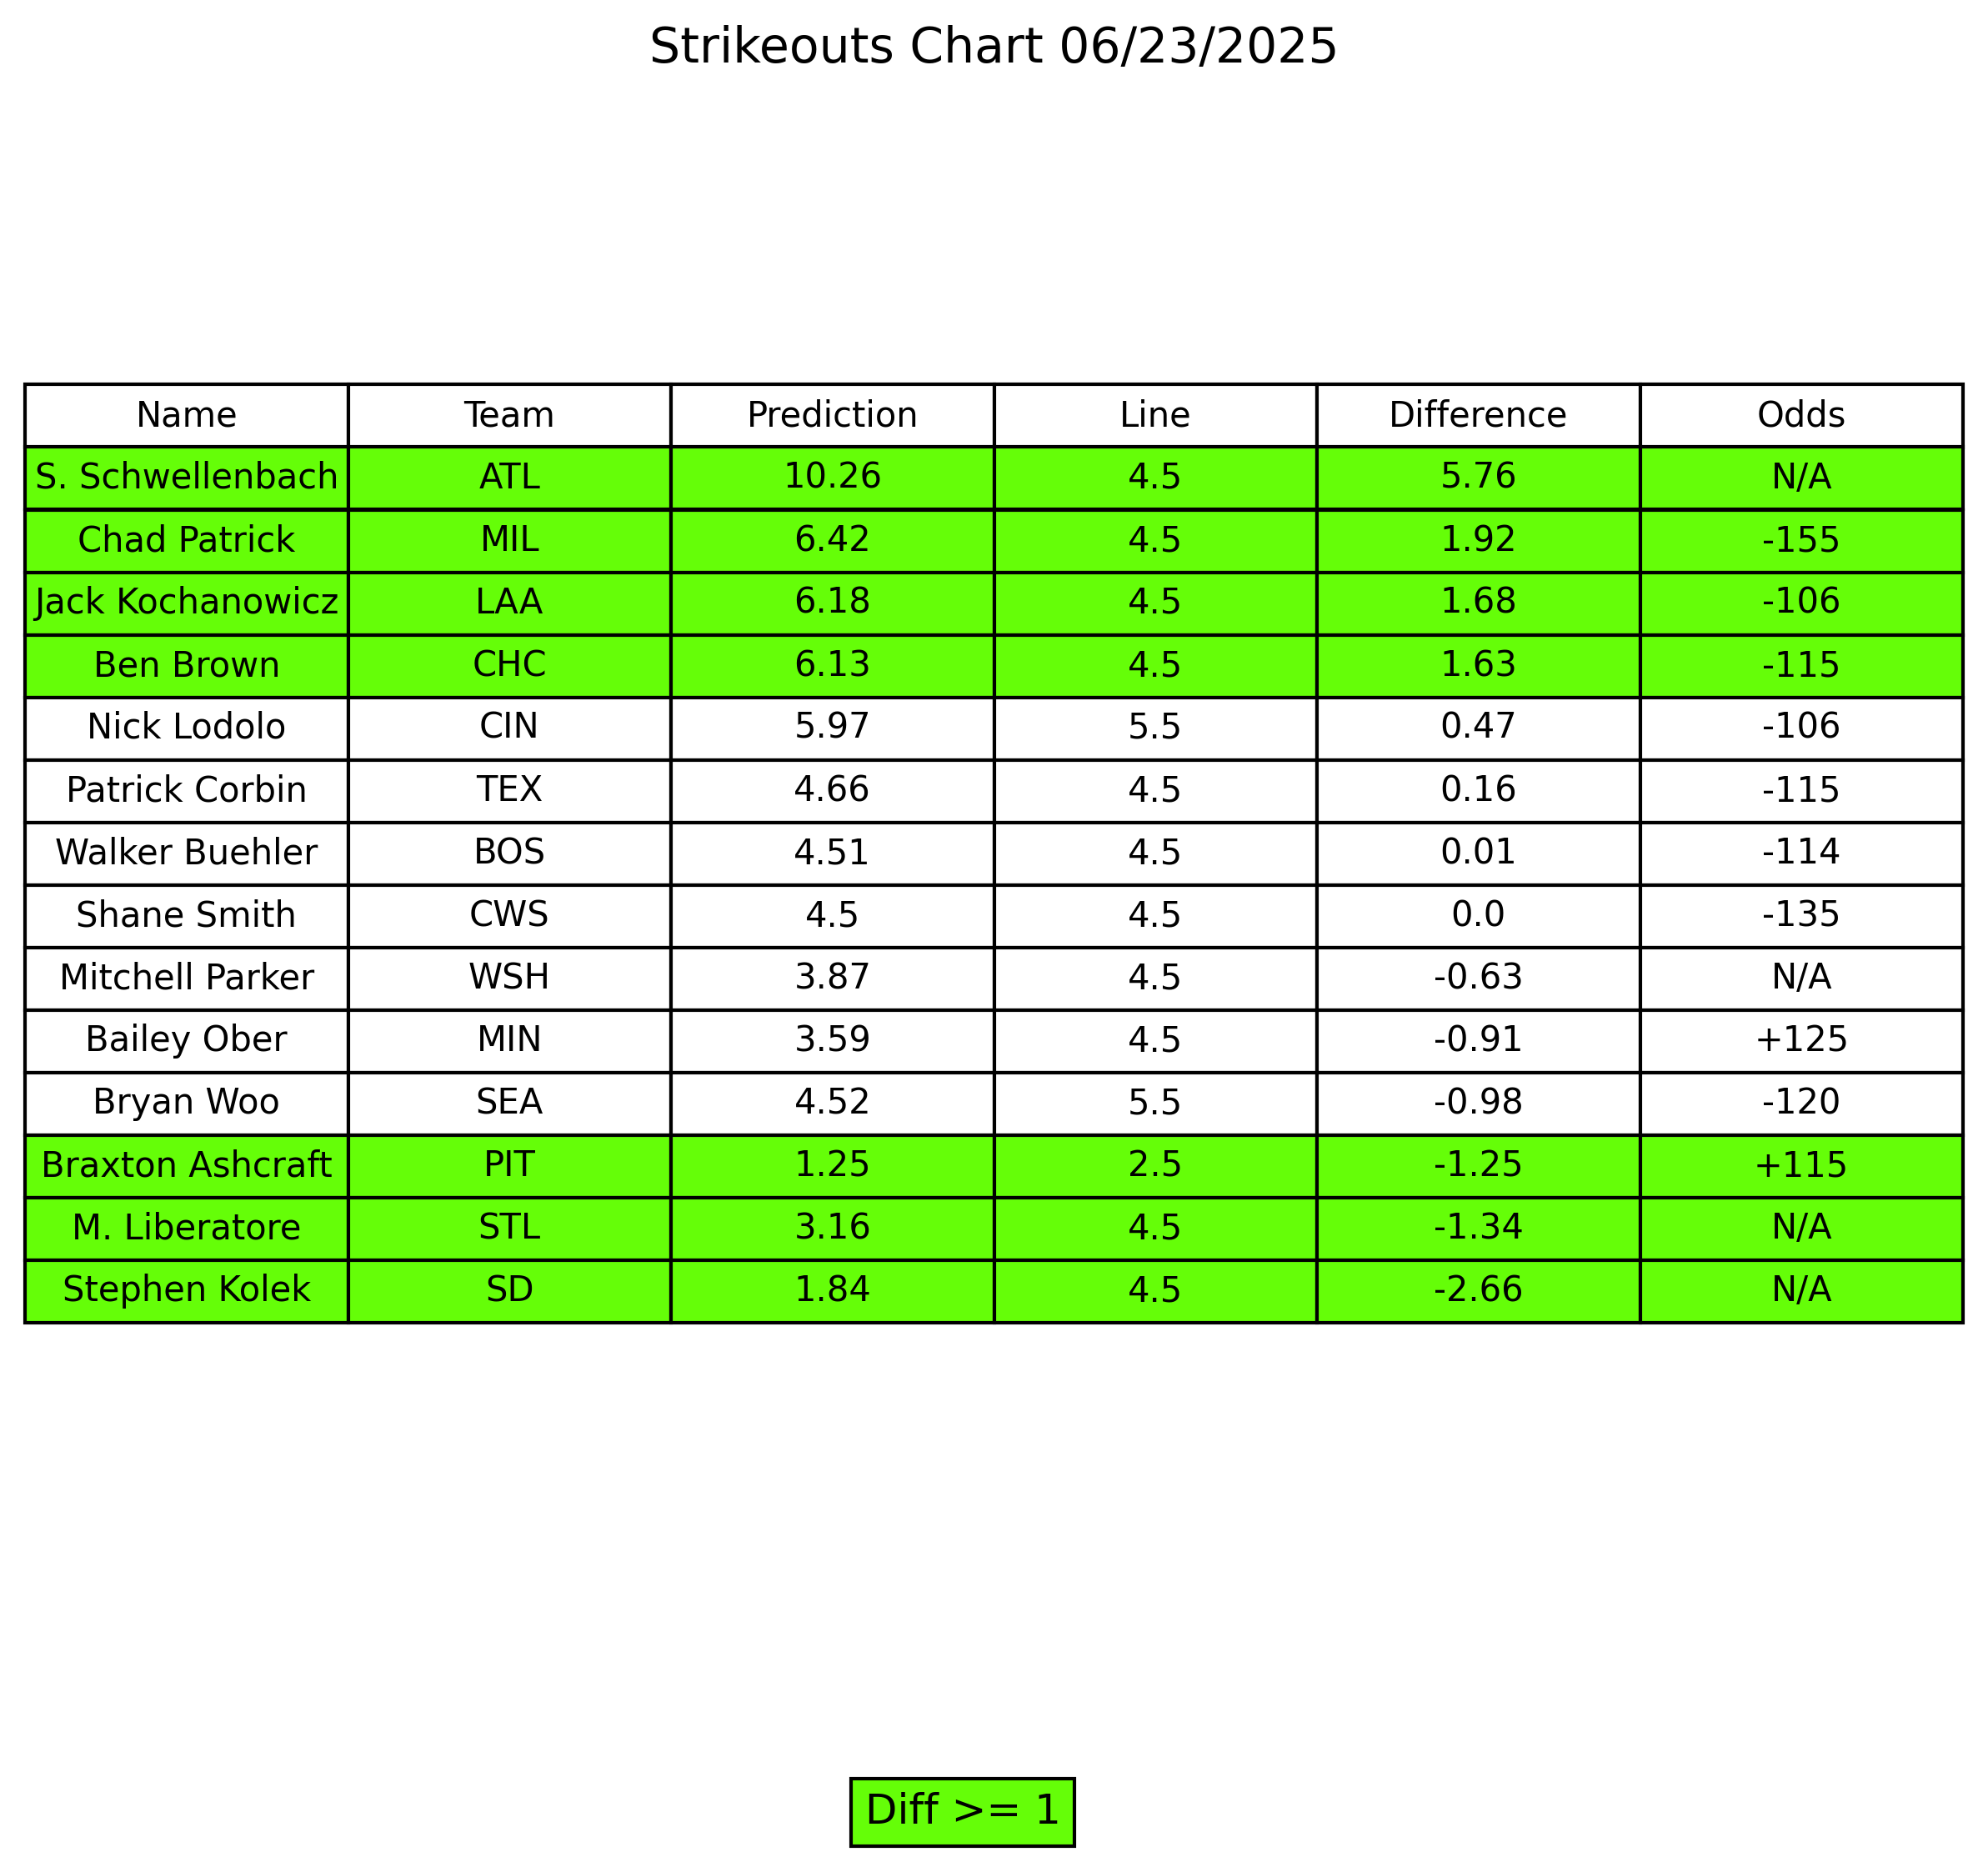 Strikeouts Chart 06/23/2025
Name Team Prediction Line Difference Odds
S. Schwellenbach ATL 10.26 4.5 5.76 N/A
Chad Patrick MIL 6.42 4.5 1.92 -155
Jack Kochanowicz LAA 6.18 4.5 1.68 -106
Ben Brown CHC 6.13 4.5 1.63 -115
Nick Lodolo CIN 5.97 5.5 0.47 -106
Patrick Corbin TEX 4.66 4.5 0.16 -115
Walker Buehler BOS 4.51 4.5 0.01 -114
Shane Smith CWS 4.5 4.5 0.0 -135
Mitchell Parker WSH 3.87 4.5 -0.63 N/A
Bailey Ober MIN 3.59 4.5 -0.91 +125
Bryan Woo SEA 4.52 5.5 -0.98 -120
Braxton Ashcraft PIT 1.25 2.5 -1.25 +115
M. Liberatore STL 3.16 4.5 -1.34 N/A
Stephen Kolek SD 1.84 4.5 -2.66 N/A
Diff >= 1